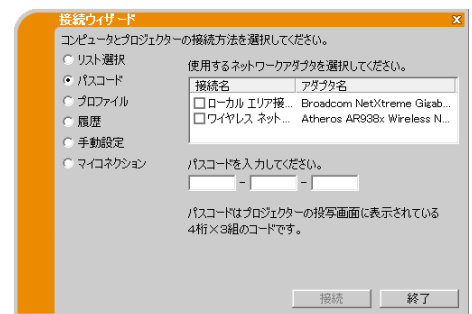 接続ウィザード
x
コンピュータとプロジェクターの接続方法を選択してください。
リスト選択
パスコード
プロファイル
履歴
手動設定
マイコネクション
使用するネットワークアダプタを選択してください。
接続名 アダプタ名
ローカル エリア接... Broadcom NetXtreme Gigab...
ワイヤレス ネット... Atheros AR938x Wireless N...
パスコードを入力してください。
- -
パスコードはプロジェクターの投写画面に表示されている
4桁×3組のコードです。
接続 終了